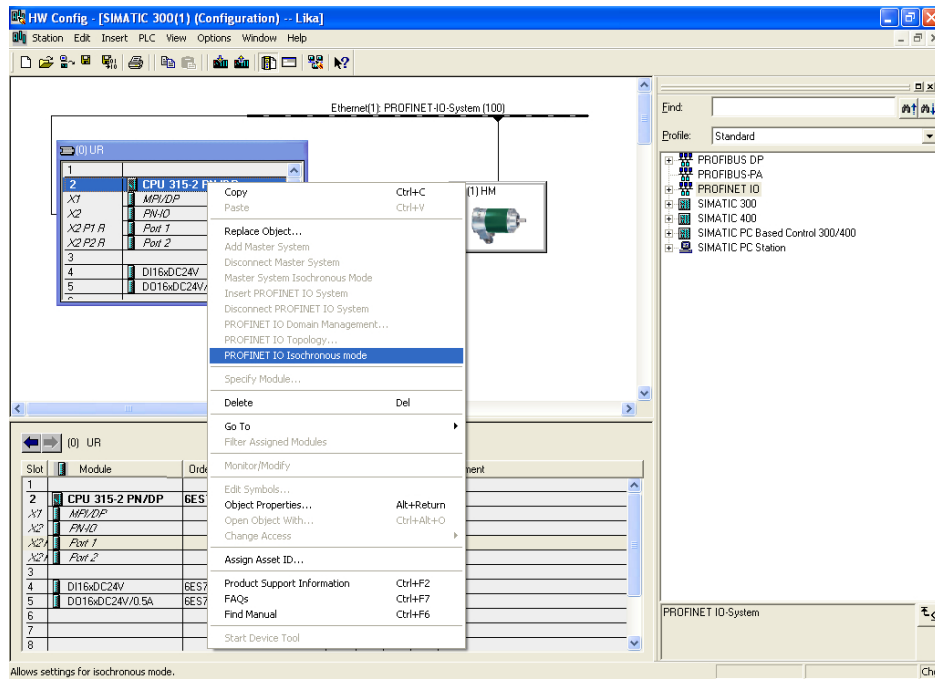 HW Config - [SIMATIC 300(1) (Configuration) -- Lika]
Station Edit Insert PLC View Options Window Help
Ethernet(1): PROFINET-IO-System (100)
(0) UR
1
2 CPU 315-2 PN/DP
X1 MPI/DP
X2 PN-IO
X2 P1 R Port 1
X2 P2 R Port 2
3
4 DI16xDC24V
5 DO16xDC24V/
(1) HM
Copy Ctrl+C
Paste Ctrl+V
Replace Object...
Add Master System
Disconnect Master System
Master System Isochronous Mode
Insert PROFINET IO System
Disconnect PROFINET IO System
PROFINET IO Domain Management...
PROFINET IO Topology...
PROFINET IO Isochronous mode
Specify Module...
Delete Del
Go To
Filter Assigned Modules
Monitor/Modify
Edit Symbols...
Object Properties... Alt+Return
Open Object With... Ctrl+Alt+O
Change Access
Assign Asset ID...
Product Support Information Ctrl+F2
FAQs Ctrl+F7
Find Manual Ctrl+F6
Start Device Tool
Find:
Profile: Standard
PROFIBUS DP
PROFIBUS-PA
PROFINET IO
SIMATIC 300
SIMATIC 400
SIMATIC PC Based Control 300/400
SIMATIC PC Station
(0) UR
Slot Module Orde ment
1
2 CPU 315-2 PN/DP 6ES7
X1 MPI/DP
X2 PN-IO
X2 Port 1
X2 Port 2
3
4 DI16xDC24V 6ES7
5 DO16xDC24V/0.5A 6ES7
6
7
8
PROFINET IO-System
Allows settings for isochronous mode. Ch